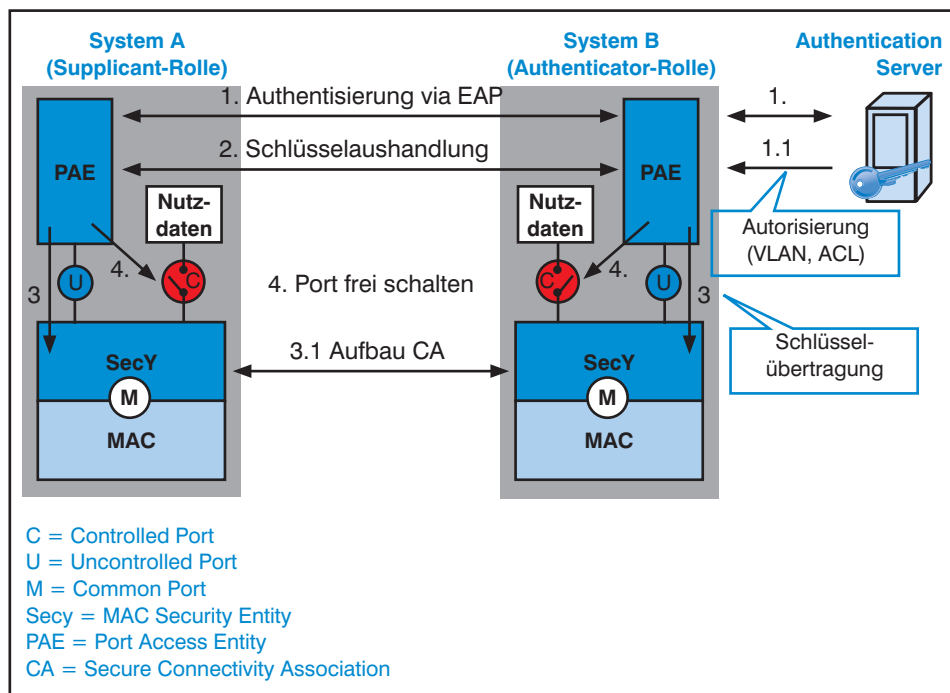 System A
(Supplicant-Rolle)
System B
(Authenticator-Rolle)
Authentication
Server
1. Authentisierung via EAP
1.
2. Schlüsselaushandlung
1.1
PAE
PAE
Nutz-
daten
Nutz-
daten
Autorisierung
(VLAN, ACL)
4.
4.
U
C
C
U
3
3
4. Port frei schalten
3.1 Aufbau CA
SecY
SecY
Schlüssel-
übertragung
M
M
MAC
MAC
C = Controlled Port
U = Uncontrolled Port
M = Common Port
Secy = MAC Security Entity
PAE = Port Access Entity
CA = Secure Connectivity Association